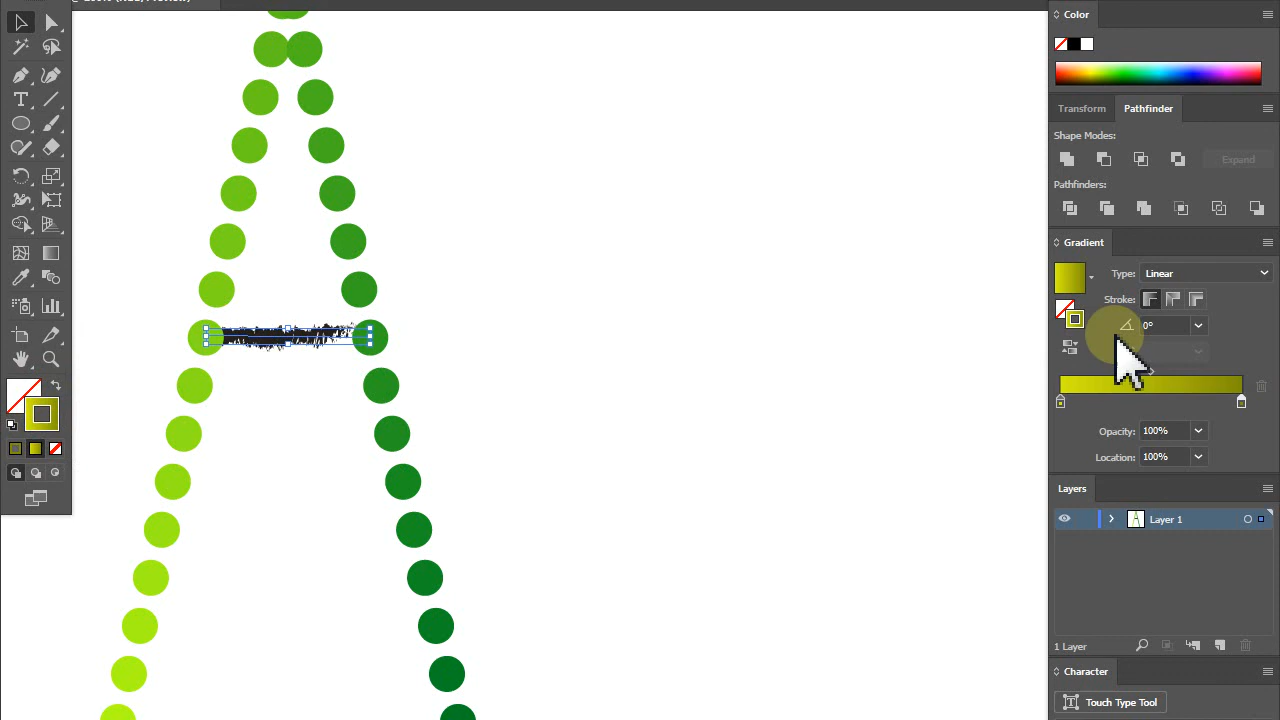 Color
Transform
Pathfinder
Shape Modes:
Expand
Pathfinders:
Gradient
Type:
Linear
Stroke:
0°
Opacity:
100%
Location:
100%
Layers
Layer 1
1 Layer
Character
Touch Type Tool